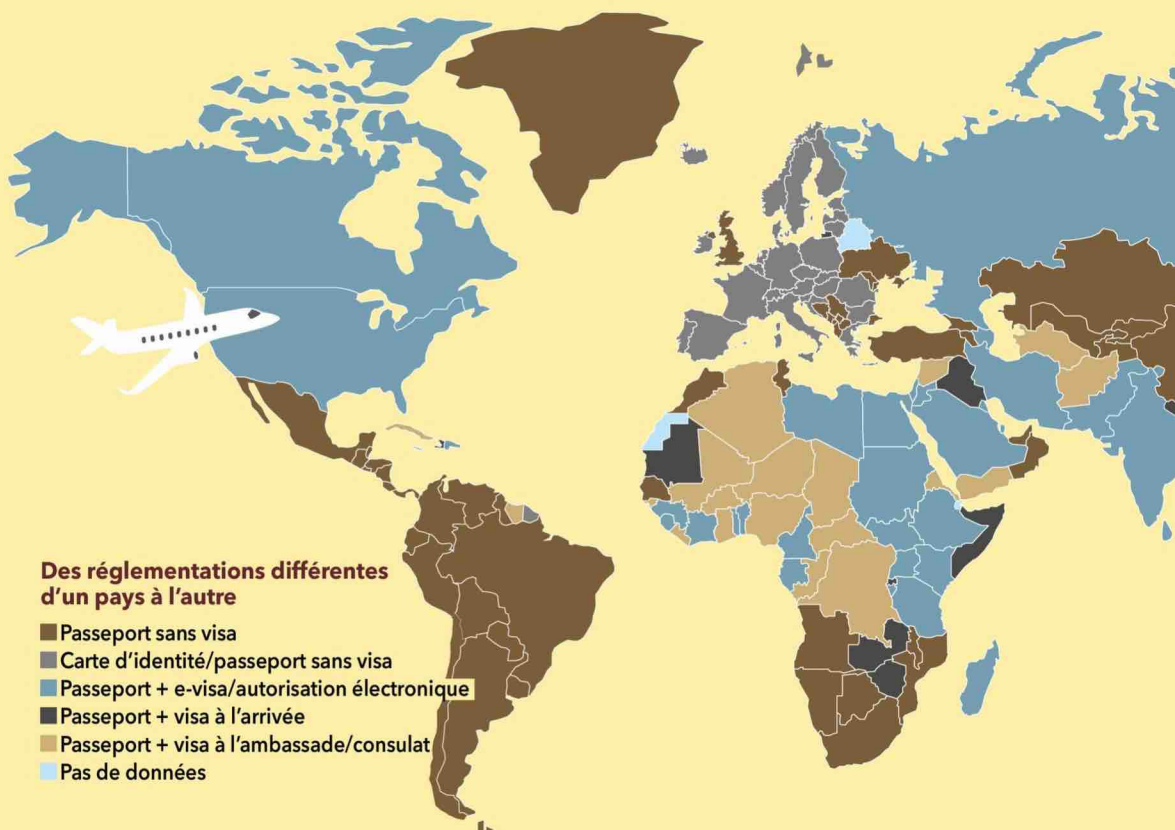 Des réglementations différentes
d'un pays à l'autre
Passeport sans visa
Carte d'identité/passeport sans visa
Passeport + e-visa/autorisation électronique
Passeport + visa à l'arrivée
Passeport + visa à l'ambassade/consulat
Pas de données